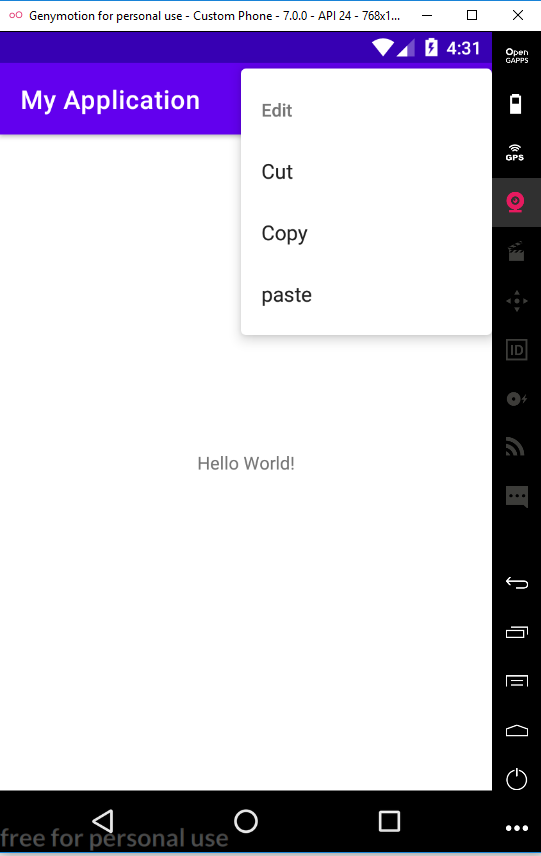 Genymotion for personal use - Custom Phone - 7.0.0 - API 24 - 768x1...
4:31
Open
GAPPS
My Application
Edit
Cut
Copy
paste
GPS
ID
Hello World!
free for personal use